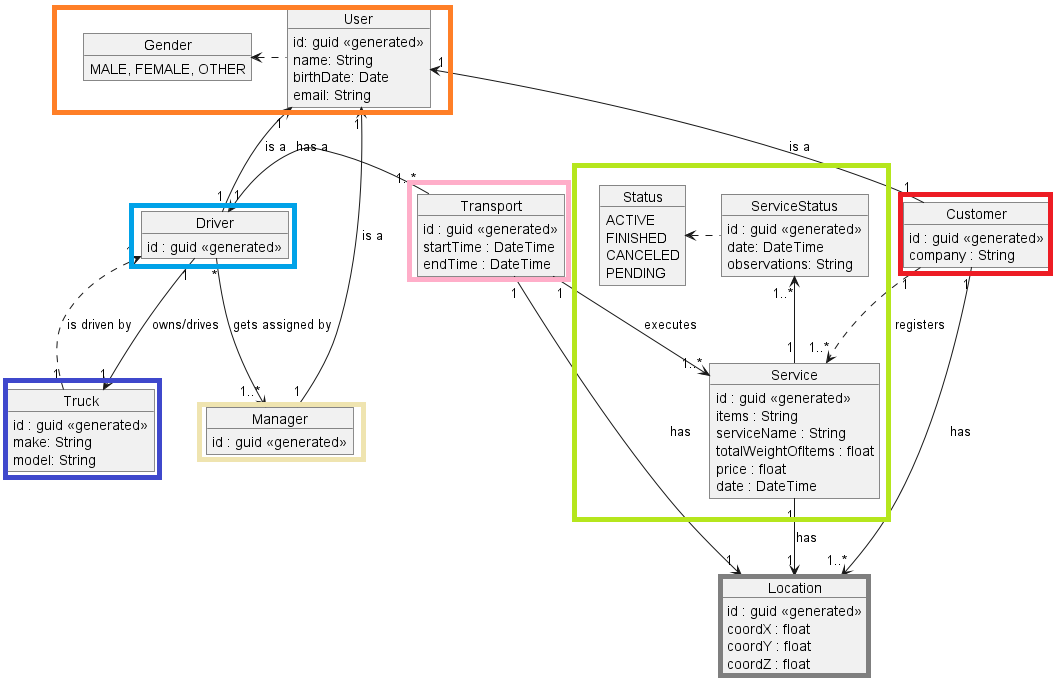 User
id: guid «generated»
name: String
birthDate: Date
email: String
Gender
MALE, FEMALE, OTHER
1
1
1
is a
has a
is a
1
1
1..*
1
is a
Driver
id : guid «generated»
Transport
id : guid «generated»
startTime : DateTime
endTime : DateTime
Status
ACTIVE
FINISHED
CANCELED
PENDING
ServiceStatus
id : guid «generated»
date: DateTime
observations: String
Customer
id : guid «generated»
company : String
1
*
1
1
1..*
1
1
is driven by
owns/drives
gets assigned by
executes
registers
1
1..*
1
1
1..*
1
1..*
Truck
id : guid «generated»
make: String
model: String
Manager
id : guid «generated»
Service
id : guid «generated»
items : String
serviceName : String
totalWeightOfItems : float
price : float
date : DateTime
has
has
1
has
1
1
1..*
Location
id : guid «generated»
coordX : float
coordY : float
coordZ : float